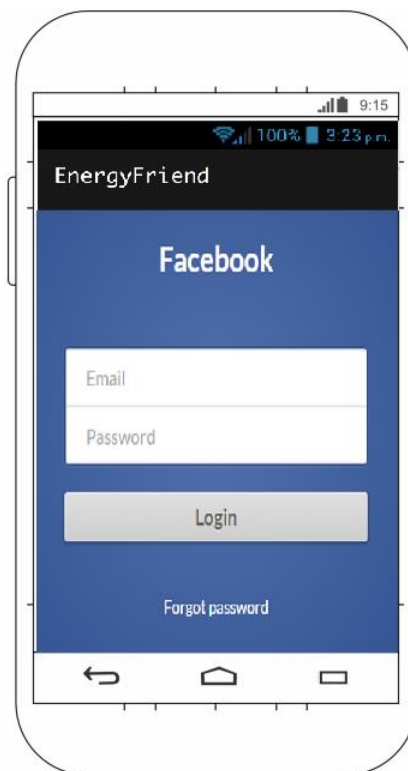 9:15
100% 3:23 p.m.
EnergyFriend
Facebook
Email
Password
Login
Forgot password